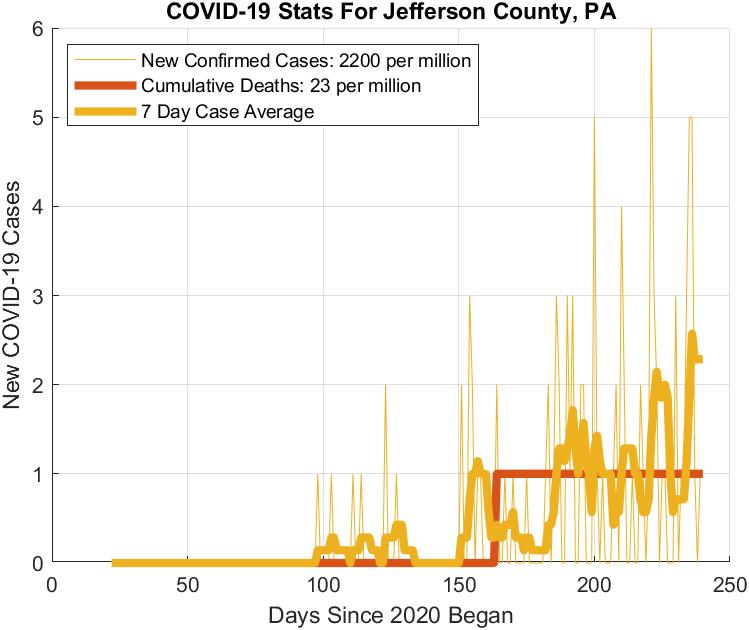 COVID-19 Stats For Jefferson County, PA
New Confirmed Cases: 2200 per million
Cumulative Deaths: 23 per million
7 Day Case Average
New COVID-19 Cases
6
5
4
3
2
1
0
0 50 100 150 200 250
Days Since 2020 Began